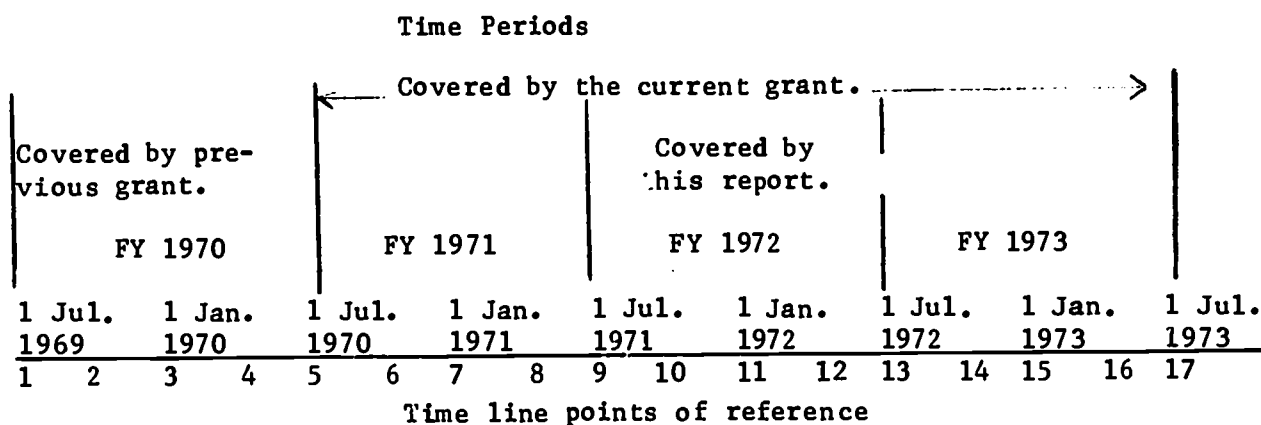 Time Periods
Covered by the current grant.
Covered by pre-
vious grant.
Covered by
his report.
FY 1970 FY 1971 FY 1972 FY 1973
1 Jul. 1 Jan. 1 Jul. 1 Jan. 1 Jul. 1 Jan. 1 Jul. 1 Jan. 1 Jul.
1969 1970 1970 1971 1971 1972 1972 1973 1973
1 2 3 4 5 6 7 8 9 10 11 12 13 14 15 16 17
Time line points of reference